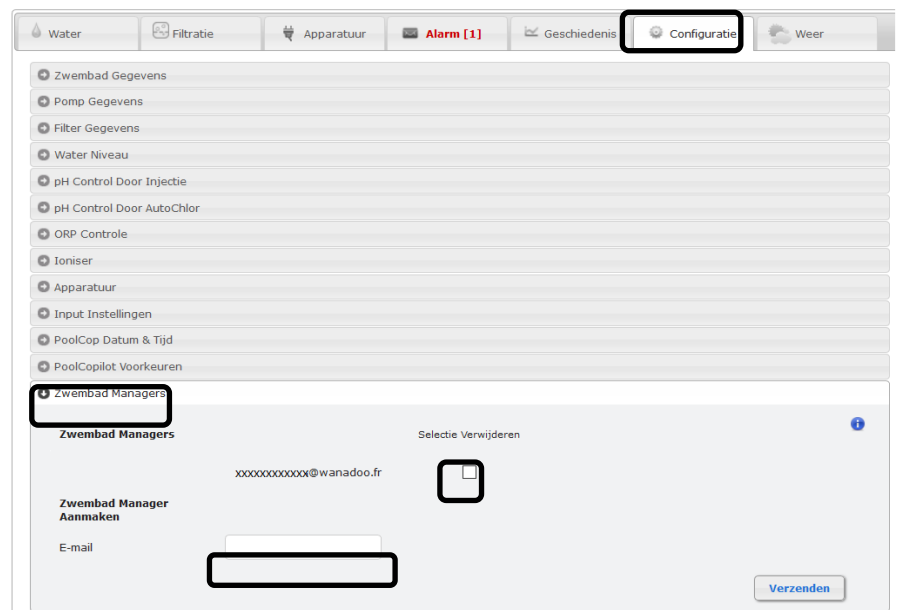 Water Filtratie Apparatuur Alarm [1] Geschiedenis Configuratie Weer
Zwembad Gegevens
Pomp Gegevens
Filter Gegevens
Water Niveau
pH Control Door Injectie
pH Control Door AutoChlor
ORP Controle
Ioniser
Apparatuur
Input Instellingen
PoolCop Datum & Tijd
PoolCopilot Voorkeuren
Zwembad Managers
Zwembad Managers Selectie Verwijderen
xxxxxxxxxxxx@wanadoo.fr
Zwembad Manager
Aanmaken
E-mail
Verzenden